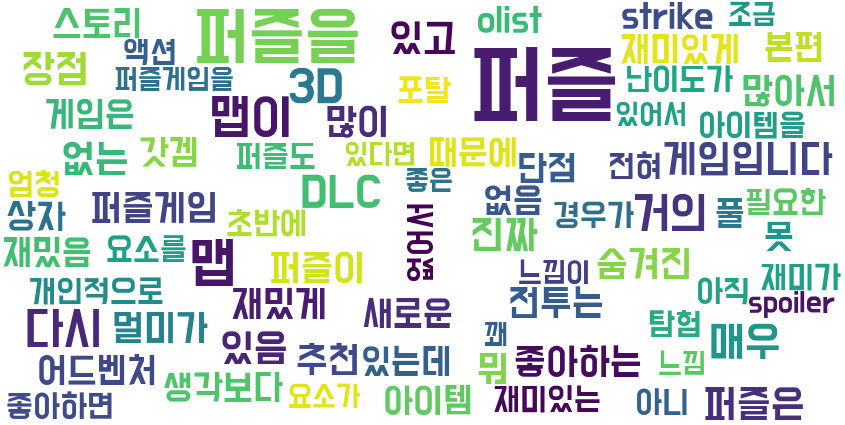 스토리
퍼즐을
있고
olist
strike
조금
액션
장점
퍼즐게임을
3D
포탈
퍼즐
재미있게
본편
난이도가
많아서
게임은
맵이
많이
있어서
아이템을
없는
갓겜
퍼즐도
있다면
때문에
단점
전혀
게임입니다
엄청
상자
퍼즐게임
초반에
DLC
좋은
없음
경우가
거의
풀
필요한
재밌음
요소를
맵
퍼즐이
없어요
진짜
느낌이
숨겨진
못
개인적으로
재밌게
새로운
전투는
아직
재미가
spoiler
다시
멀미가
있음
추천
있는데
꽤
뭐
좋아하는
탐험
매우
느낌
어드벤처
생각보다
요소가
아이템
재미있는
아니
퍼즐은
좋아하면